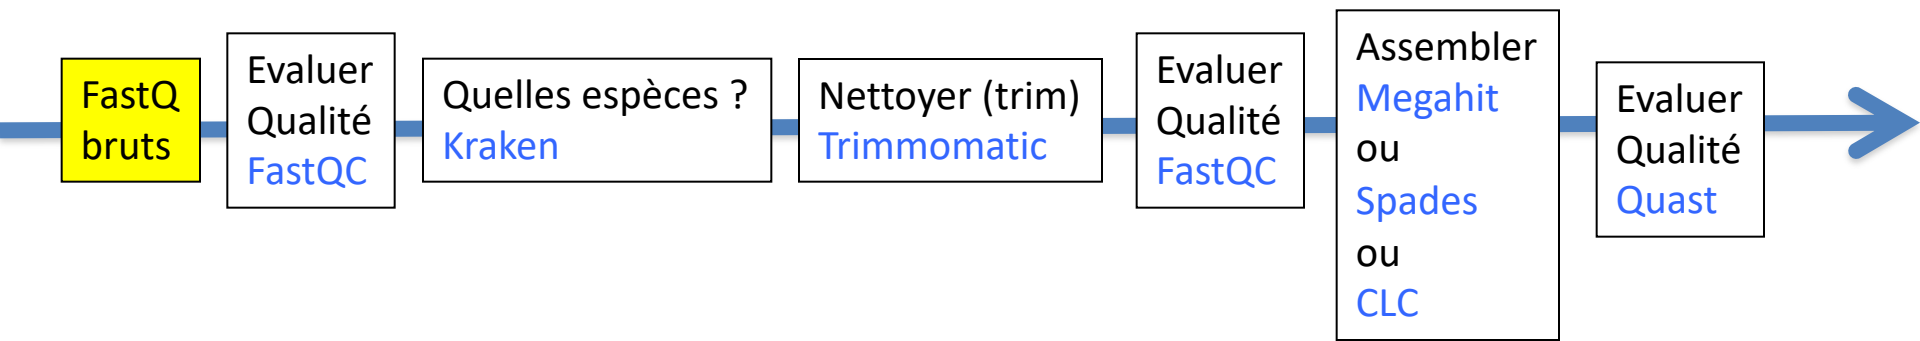 FastQ
bruts
Evaluer
Qualité
FastQC
Quelles espèces ?
Kraken
Nettoyer (trim)
Trimmomatic
Evaluer
Qualité
FastQC
Assembler
Megahit
ou
Spades
ou
CLC
Evaluer
Qualité
Quast